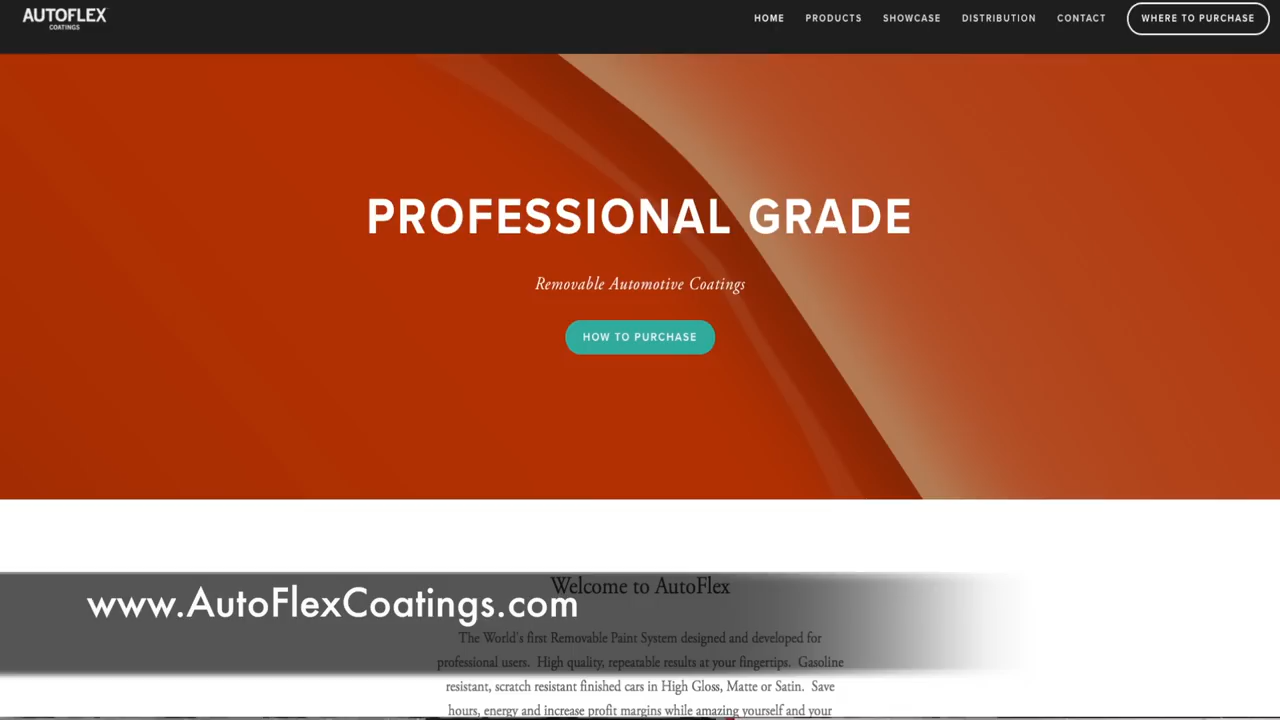 AUTOFLEX
COATINGS
HOME PRODUCTS SHOWCASE DISTRIBUTION CONTACT WHERE TO PURCHASE
PROFESSIONAL GRADE
Removable Automotive Coatings
HOW TO PURCHASE
Welcome to AutoFlex
www.AutoFlexCoatings.com
The World's first Removable Paint System designed and developed for
professional users. High quality, repeatable results at your fingertips. Gasoline
resistant, scratch resistant finished cars in High Gloss, Matte or Satin. Save
hours, energy and increase profit margins while amazing yourself and your